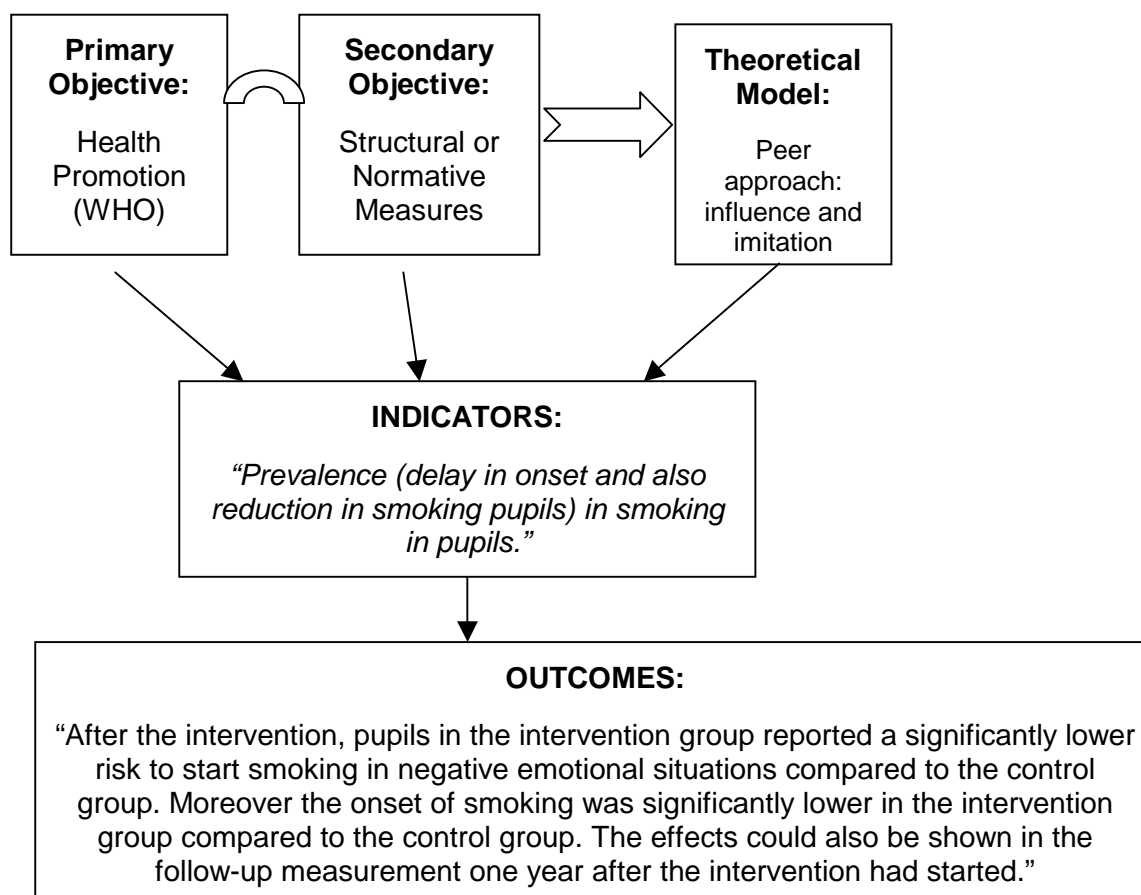 Primary
Objective:
Health
Promotion
(WHO)
Secondary
Objective:
Structural or
Normative
Measures
Theoretical
Model:
Peer
approach:
influence and
imitation
INDICATORS:
“Prevalence (delay in onset and also
reduction in smoking pupils) in smoking
in pupils.”
OUTCOMES:
“After the intervention, pupils in the intervention group reported a significantly lower
risk to start smoking in negative emotional situations compared to the control
group. Moreover the onset of smoking was significantly lower in the intervention
group compared to the control group. The effects could also be shown in the
follow-up measurement one year after the intervention had started.”